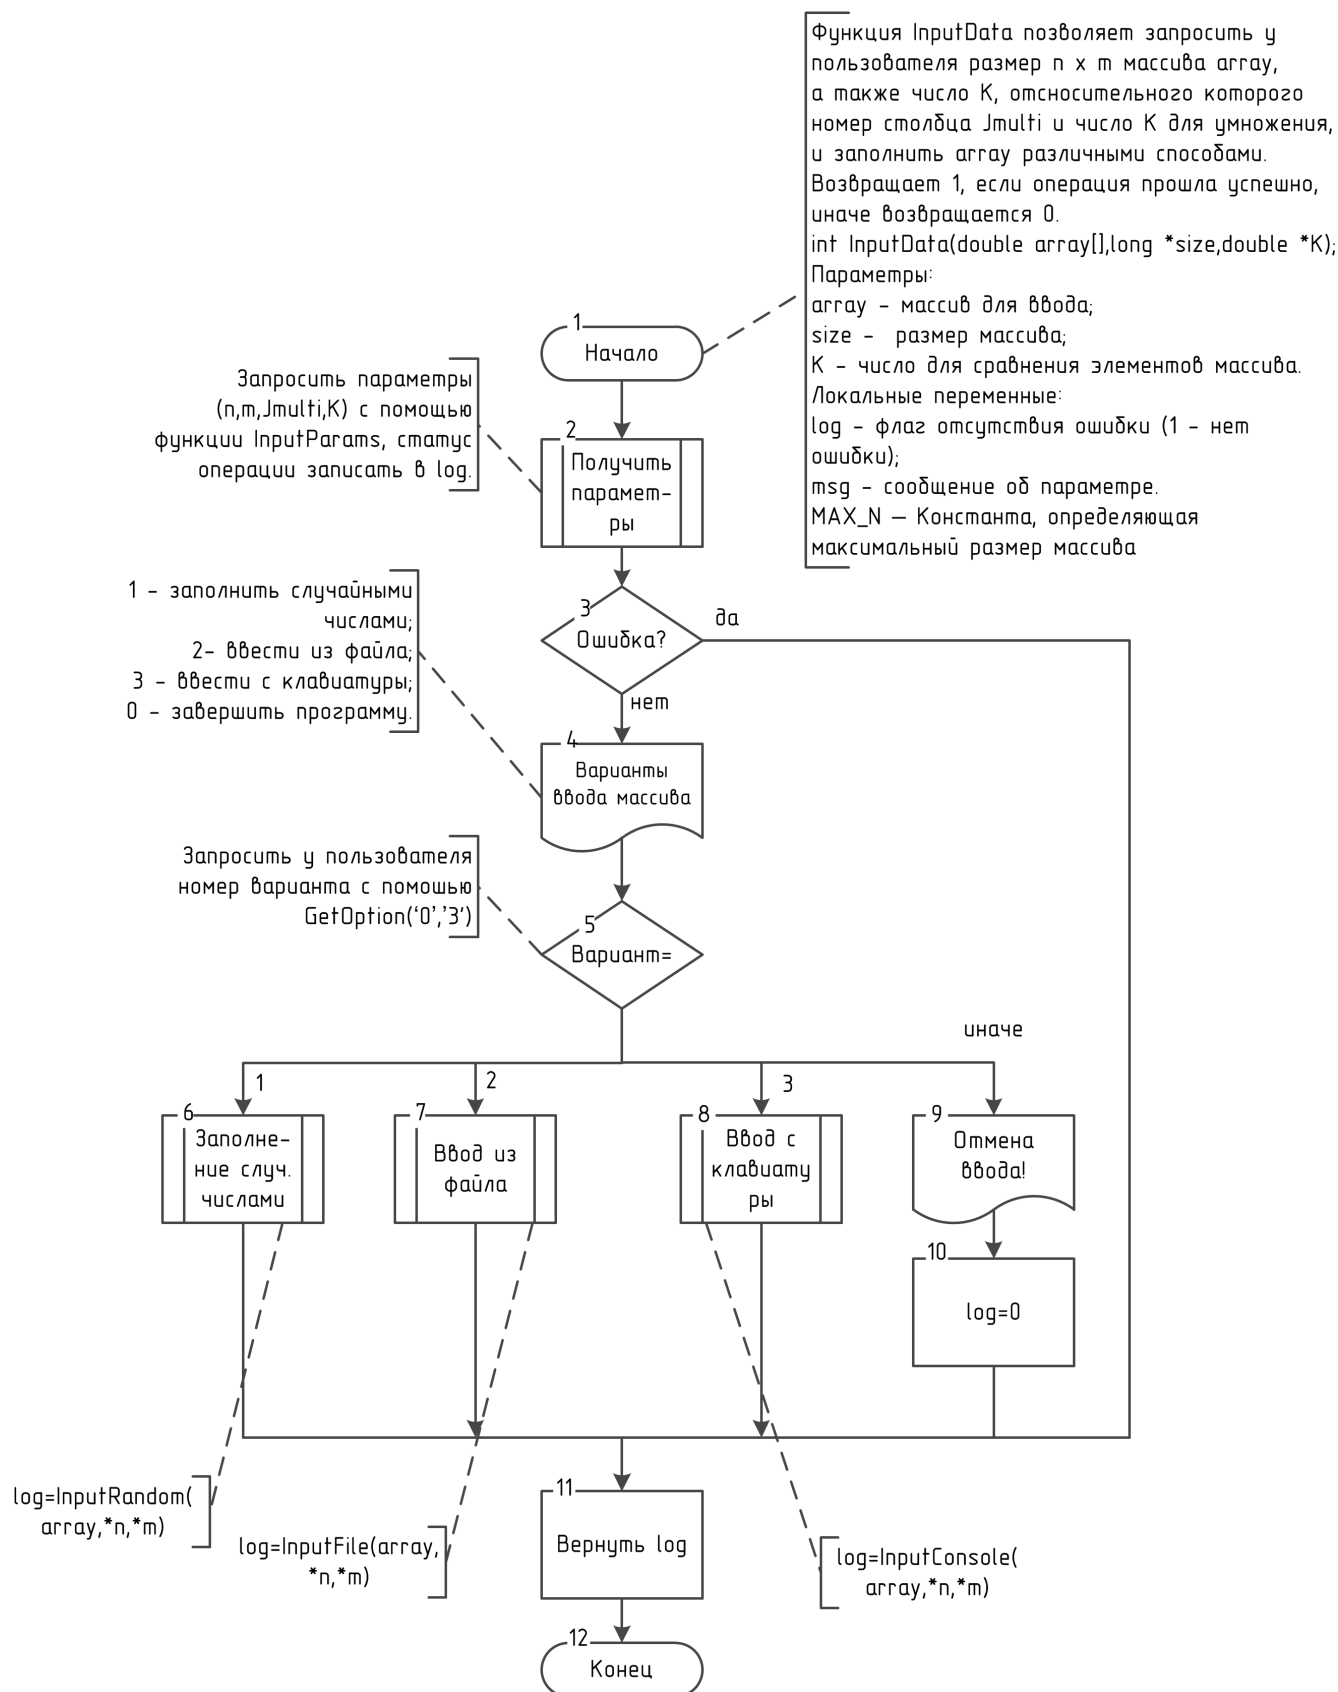 Функция InputData позволяет запросить у
пользователя размер n x m массива array,
а также число K, отсносительного которого
номер столбца Jmulti и число K для умножения,
и заполнить array различными способами.
Возвращает 1, если операция прошла успешно,
иначе возвращается 0.
int InputData(double array[],long *size,double *K);
Параметры:
array – массив для ввода;
size –  размер массива;
K – число для сравнения элементов массива.
Локальные переменные:
log – флаг отсутствия ошибки (1 – нет
ошибки);
msg – сообщение об параметре.
MAX_N — Константа, определяющая
максимальный размер массива
1
Начало
Запросить параметры
(n,m,Jmulti,K) с помощью
функции InputParams, статус
операции записать в log.
2
Получить
парамет-
ры
3
Ошибка?
да
нет
1 – заполнить случайными
числами;
2– ввести из файла;
3 – ввести с клавиатуры;
0 – завершить программу.
4
Варианты
ввода массива
Запросить у пользователя
номер варианта с помошью
GetOption(‘0’,’3’)
5
Вариант=
иначе
1
2
3
6
Заполне-
ние случ.
числами
7
Ввод из
файла
8
Ввод с
клавиату
ры
9
Отмена
ввода!
10
log=0
log=InputRandom(
array,*n,*m)
log=InputFile(array,
*n,*m)
11
Вернуть log
log=InputConsole(
array,*n,*m)
12
Конец